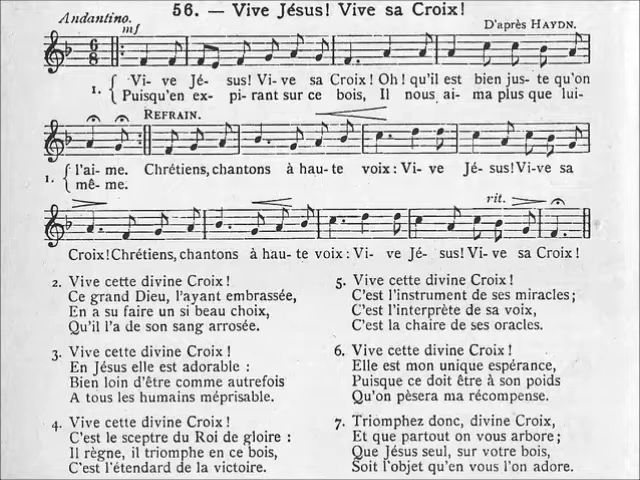 56. — Vive Jésus! Vive sa Croix!
Andantino.
mf
D'après HAYDN.
1. { Vi- ve Jé- sus! Vi- ve sa Croix! Oh! qu'il est bien jus- te qu'on
Puisqu'en ex- pi- rant sur ce bois, Il nous ai- ma plus que lui-
REFRAIN.
1. { l'ai- me. Chrétiens, chantons à hau- te voix: Vi- ve Jé- sus! Vi-ve sa
mê- me.
rit.
Croix! Chrétiens, chantons à hau- te voix: Vi- ve Jé- sus! Vi- ve sa Croix!
2. Vive cette divine Croix!
Ce grand Dieu, l'ayant embrassée,
En a su faire un si beau choix,
Qu'il l'a de son sang arrosée.
3. Vive cette divine Croix!
En Jésus elle est adorable :
Bien loin d'être comme autrefois
A tous les humains méprisable.
4. Vive cette divine Croix!
C'est le sceptre du Roi de gloire :
Il règne, il triomphe en ce bois,
C'est l'étendard de la victoire.
5. Vive cette divine Croix!
C'est l'instrument de ses miracles;
C'est l'interprète de sa voix,
C'est la chaire de ses oracles.
6. Vive cette divine Croix!
Elle est mon unique espérance,
Puisque ce doit être à son poids
Qu'on pèsera ma récompense.
7. Triomphez donc, divine Croix,
Et que partout on vous arbore;
Que Jésus seul, sur votre bois,
Soit l'objet qu'en vous l'on adore.